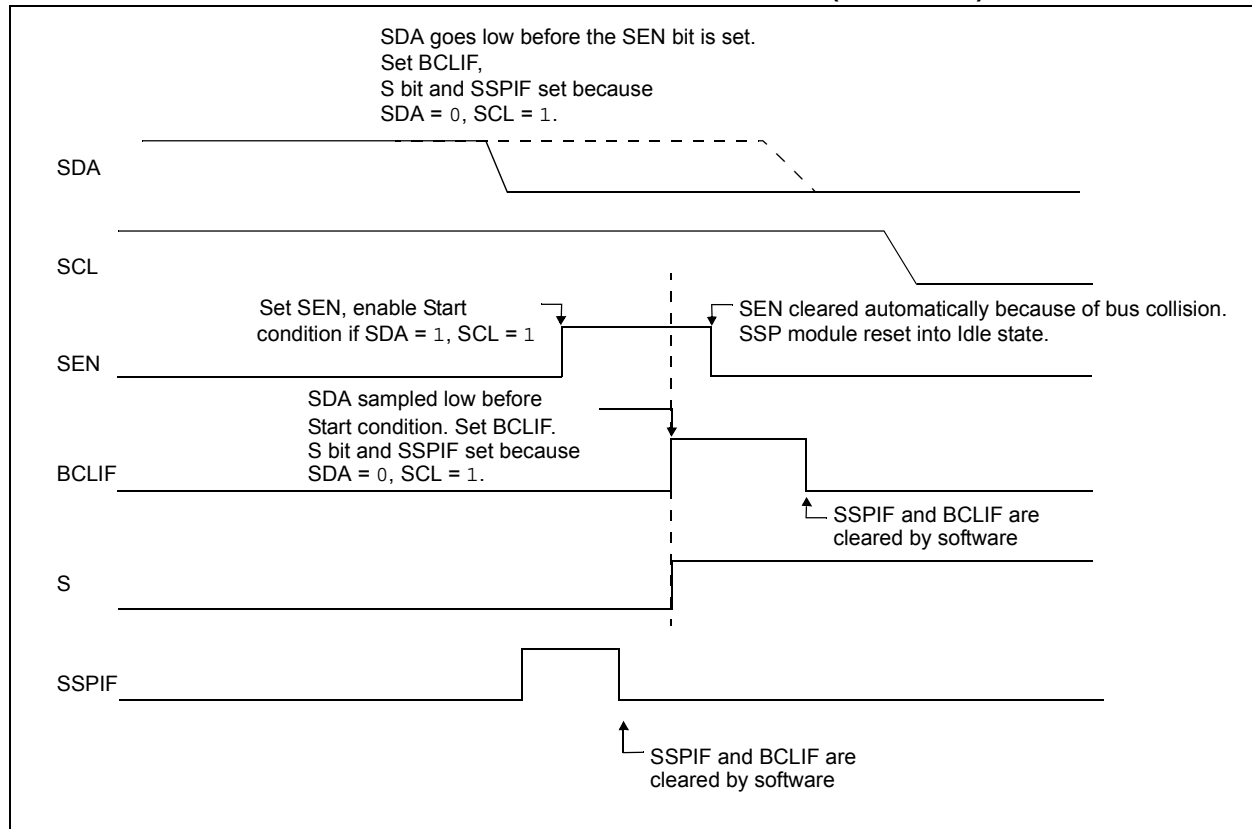 SDA goes low before the SEN bit is set.
Set BCLIF,
S bit and SSPIF set because
SDA = 0, SCL = 1.
SDA
SCL
Set SEN, enable Start
condition if SDA = 1, SCL = 1
SEN cleared automatically because of bus collision.
SSP module reset into Idle state.
SEN
SDA sampled low before
Start condition. Set BCLIF.
S bit and SSPIF set because
SDA = 0, SCL = 1.
BCLIF
SSPIF and BCLIF are
cleared by software
S
SSPIF
SSPIF and BCLIF are
cleared by software